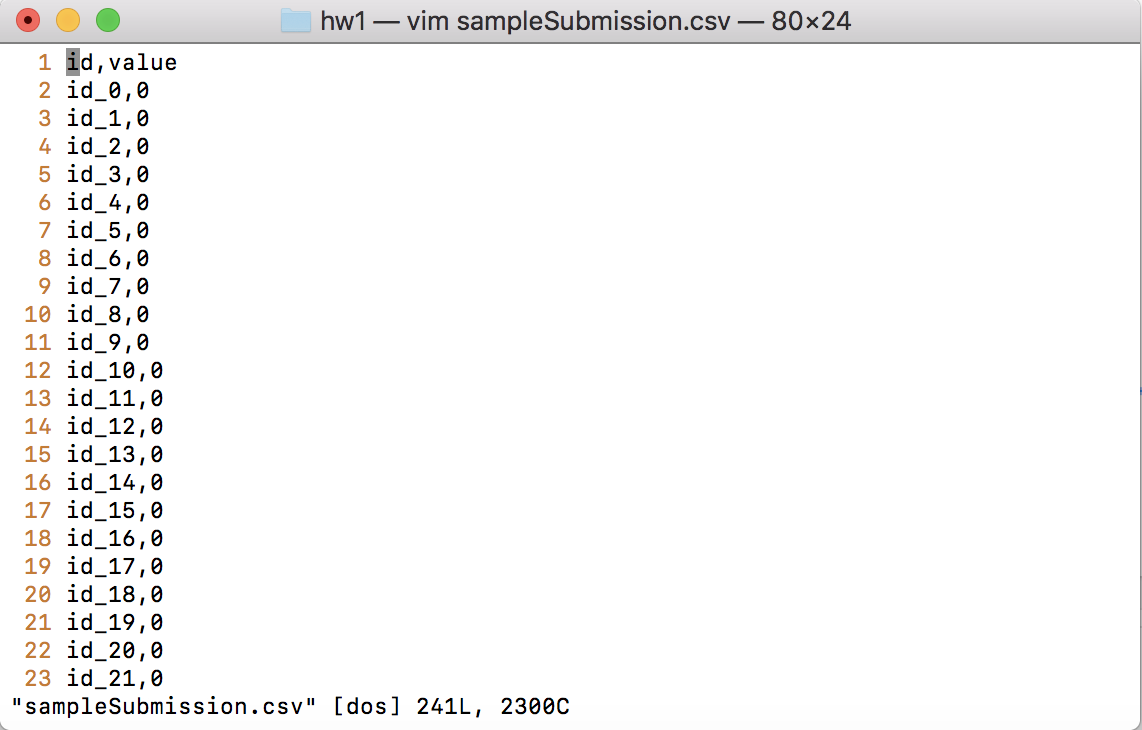 hw1 — vim sampleSubmission.csv — 80×24
1 id,value
2 id_0,0
3 id_1,0
4 id_2,0
5 id_3,0
6 id_4,0
7 id_5,0
8 id_6,0
9 id_7,0
10 id_8,0
11 id_9,0
12 id_10,0
13 id_11,0
14 id_12,0
15 id_13,0
16 id_14,0
17 id_15,0
18 id_16,0
19 id_17,0
20 id_18,0
21 id_19,0
22 id_20,0
23 id_21,0
"sampleSubmission.csv" [dos] 241L, 2300C